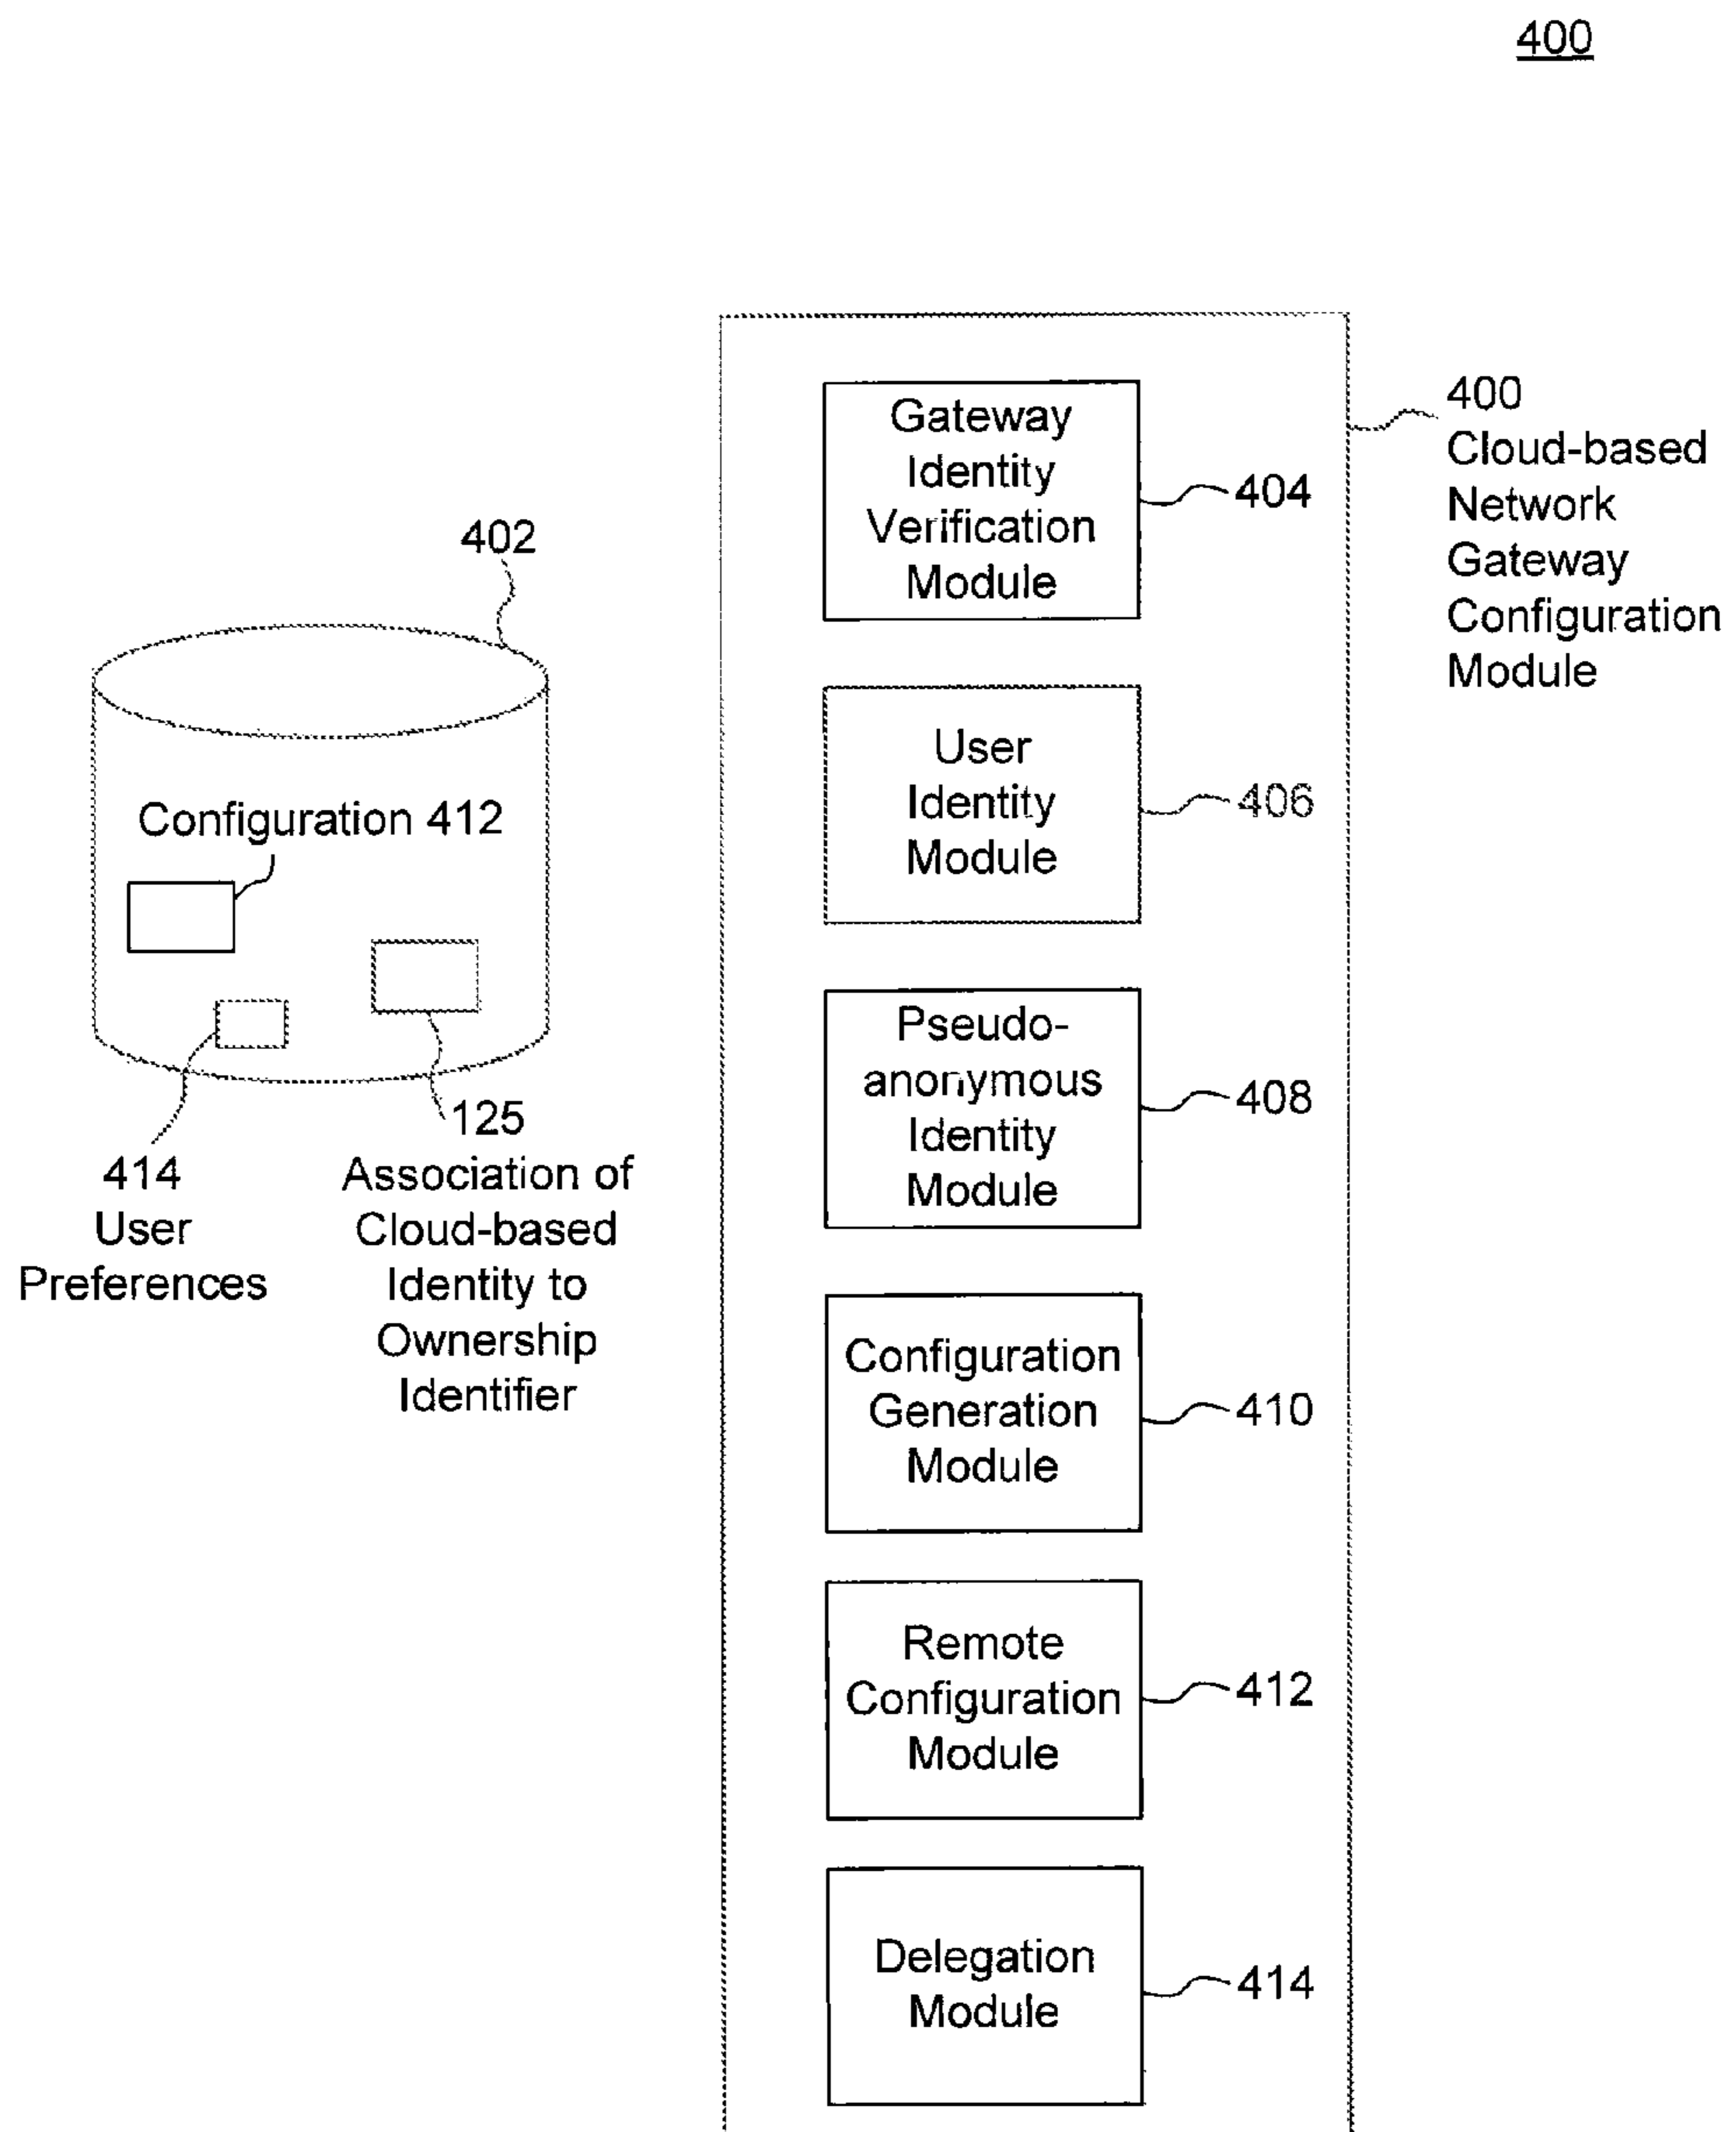 400
400
Cloud-based
Network
Gateway
Configuration
Module
Gateway
Identity
Verification
Module
404
402
User
Identity
Module
406
Configuration 412
Pseudo-
anonymous
Identity
Module
408
125
Association of
Cloud-based
Identity to
Ownership
Identifier
414
User
Preferences
Configuration
Generation
Module
410
Remote
Configuration
Module
412
Delegation
Module
414